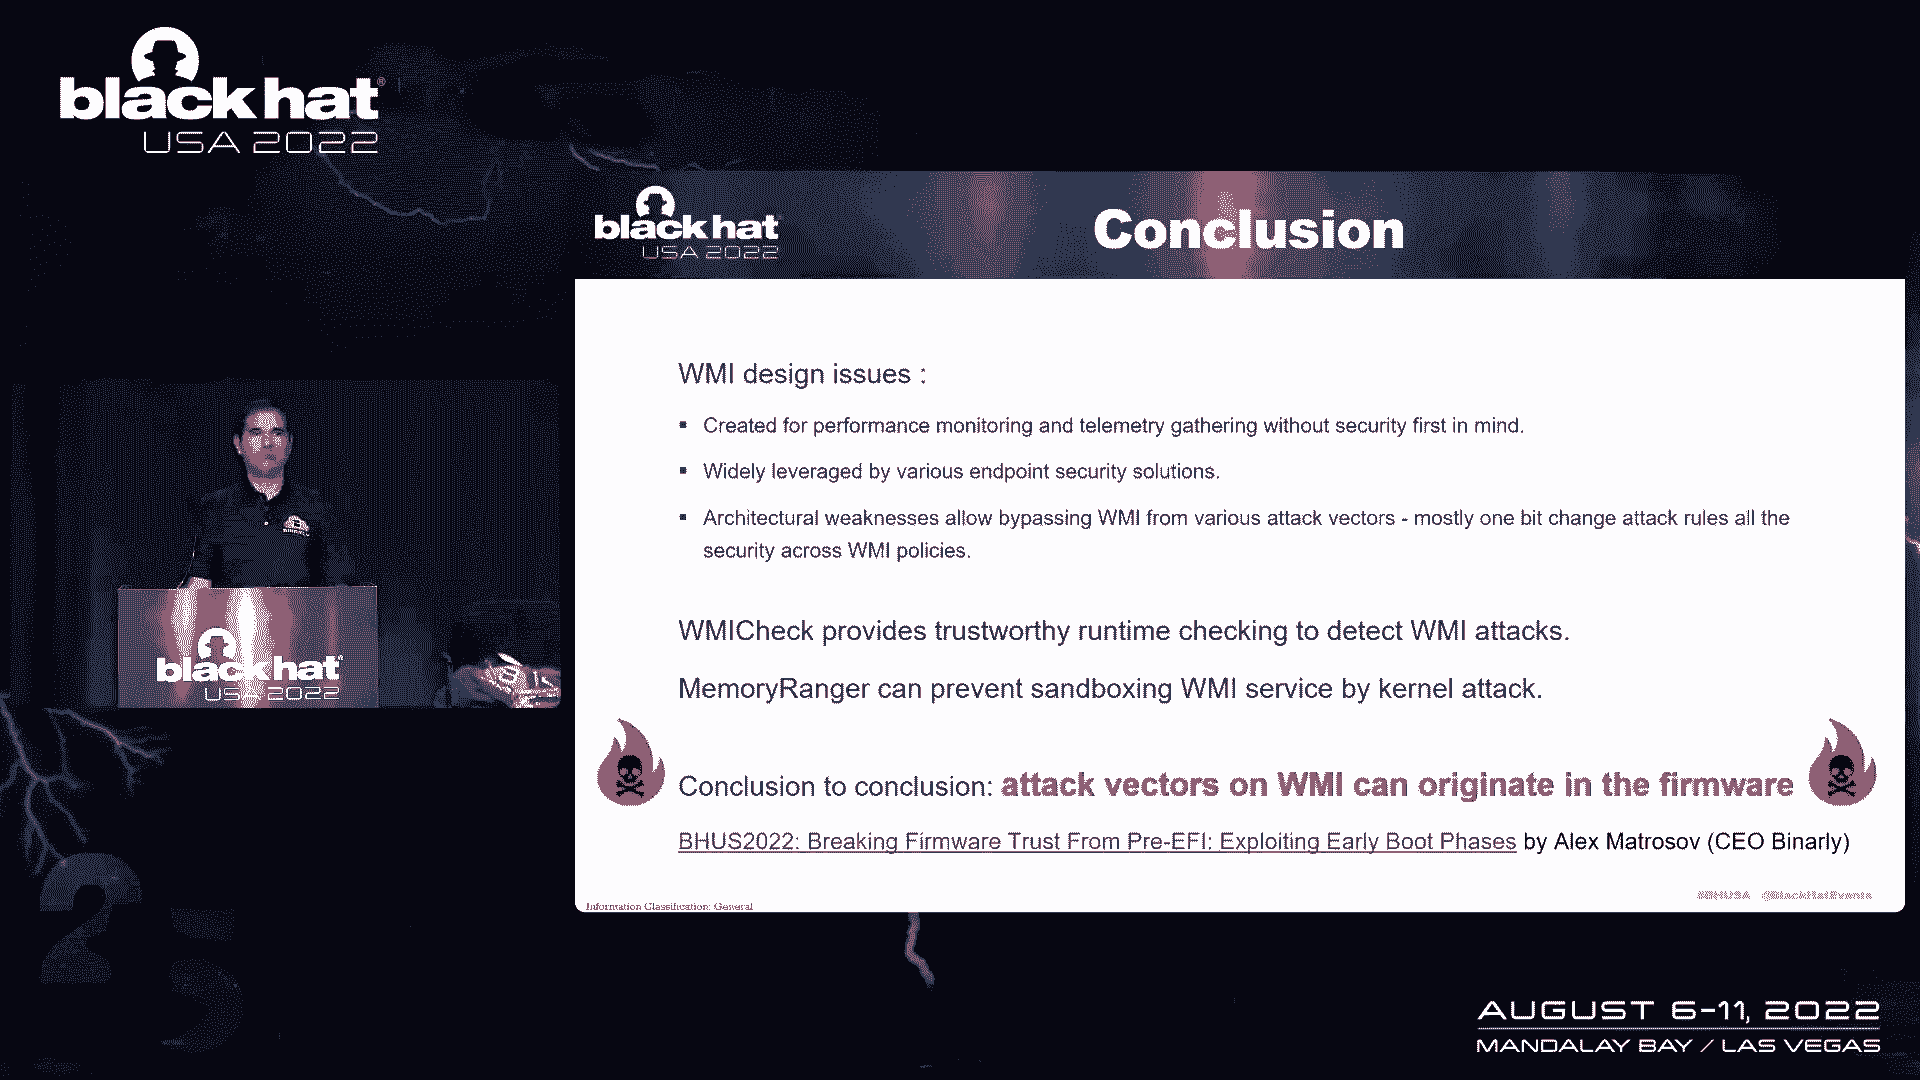 black hat®
USA 2022
black hat
USA 2022
Conclusion
WMI design issues :
▪ Created for performance monitoring and telemetry gathering without security first in mind.
▪ Widely leveraged by various endpoint security solutions.
▪ Architectural weaknesses allow bypassing WMI from various attack vectors - mostly one bit change attack rules all the
security across WMI policies.
WMICheck provides trustworthy runtime checking to detect WMI attacks.
MemoryRanger can prevent sandboxing WMI service by kernel attack.
Conclusion to conclusion: attack vectors on WMI can originate in the firmware
BHUS2022: Breaking Firmware Trust From Pre-EFI: Exploiting Early Boot Phases by Alex Matrosov (CEO Binarly)
#BHUSA @BlackHatEvents
Information Classification: General
black hat®
USA 2022
25
AUGUST 6-11, 2022
MANDALAY BAY / LAS VEGAS